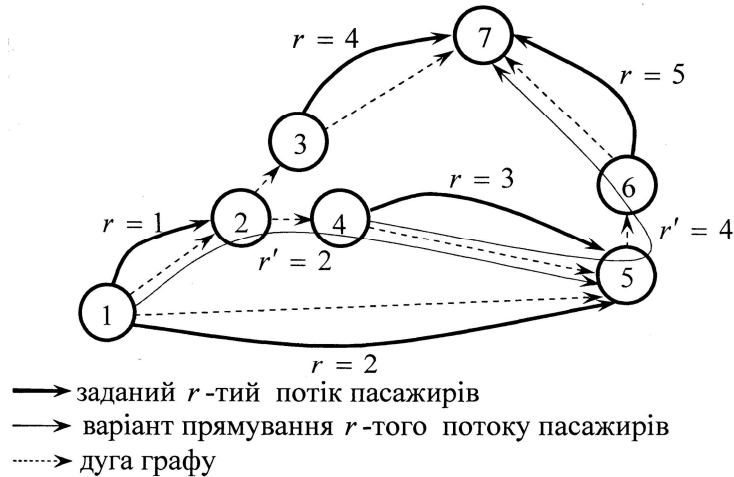 r = 4
7
r = 5
3
r = 3
6
r = 1
2
4
r' = 4
r' = 2
5
1
r = 2
заданий r -тий потік пасажирів
варіант прямування r -того потоку пасажирів
дуга графу